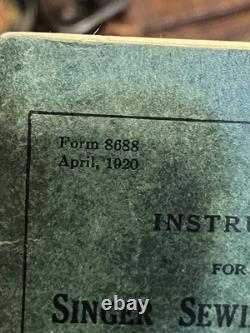 Form 8688
April, 1920
INSTRU
FOR
SINGER SEWI